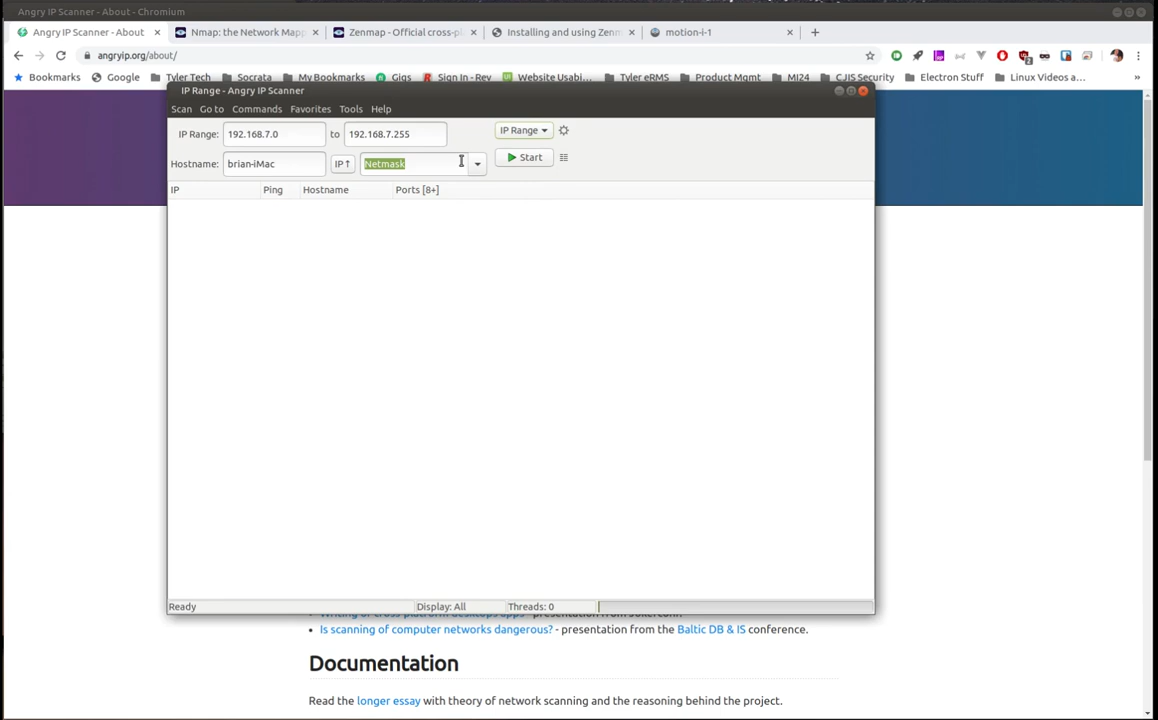 Angry IP Scanner - About - Chromium
Angry IP Scanner - About
Nmap: the Network Mapp
Zenmap - Official cross-pl
Installing and using Zenm
motion-i-1
angryip.org/about/
Bookmarks Google Tyler Tech Socrata My Bookmarks Gigs Sign In - Rev Website Usabi... Tyler eRMS Product Mgmt MI24 CJIS Security Electron Stuff Linux Videos a... »
IP Range - Angry IP Scanner
Scan Go to Commands Favorites Tools Help
IP Range: 192.168.7.0 to 192.168.7.255 IP Range
Hostname: brian-iMac IP↑ Netmask Start
IP Ping Hostname Ports [8+]
Ready Display: All Threads: 0
Is scanning of computer networks dangerous? - presentation from the Baltic DB & IS conference.
Documentation
Read the longer essay with theory of network scanning and the reasoning behind the project.